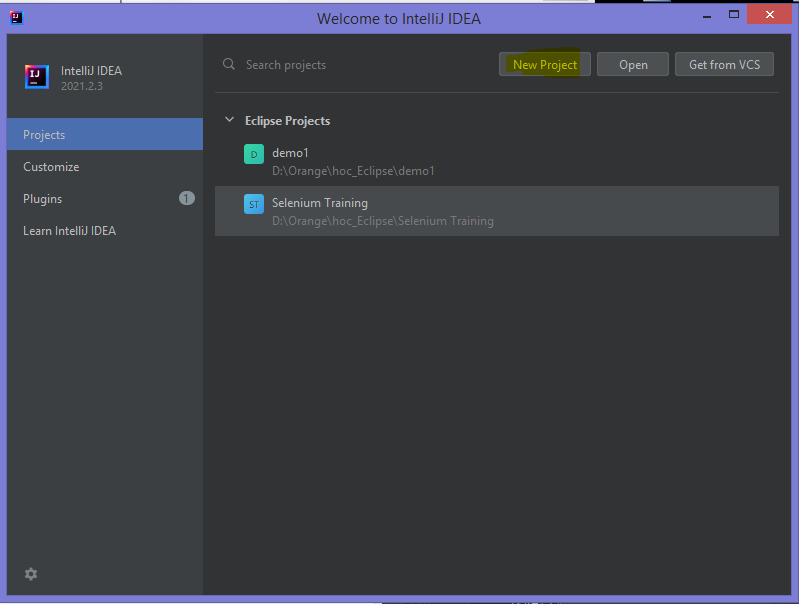 Welcome to IntelliJ IDEA
IJ
IntelliJ IDEA
2021.2.3
Projects
Customize
Plugins 1
Learn IntelliJ IDEA
Search projects
New Project Open Get from VCS
Eclipse Projects
D demo1
D:\Orange\hoc_Eclipse\demo1
ST Selenium Training
D:\Orange\hoc_Eclipse\Selenium Training